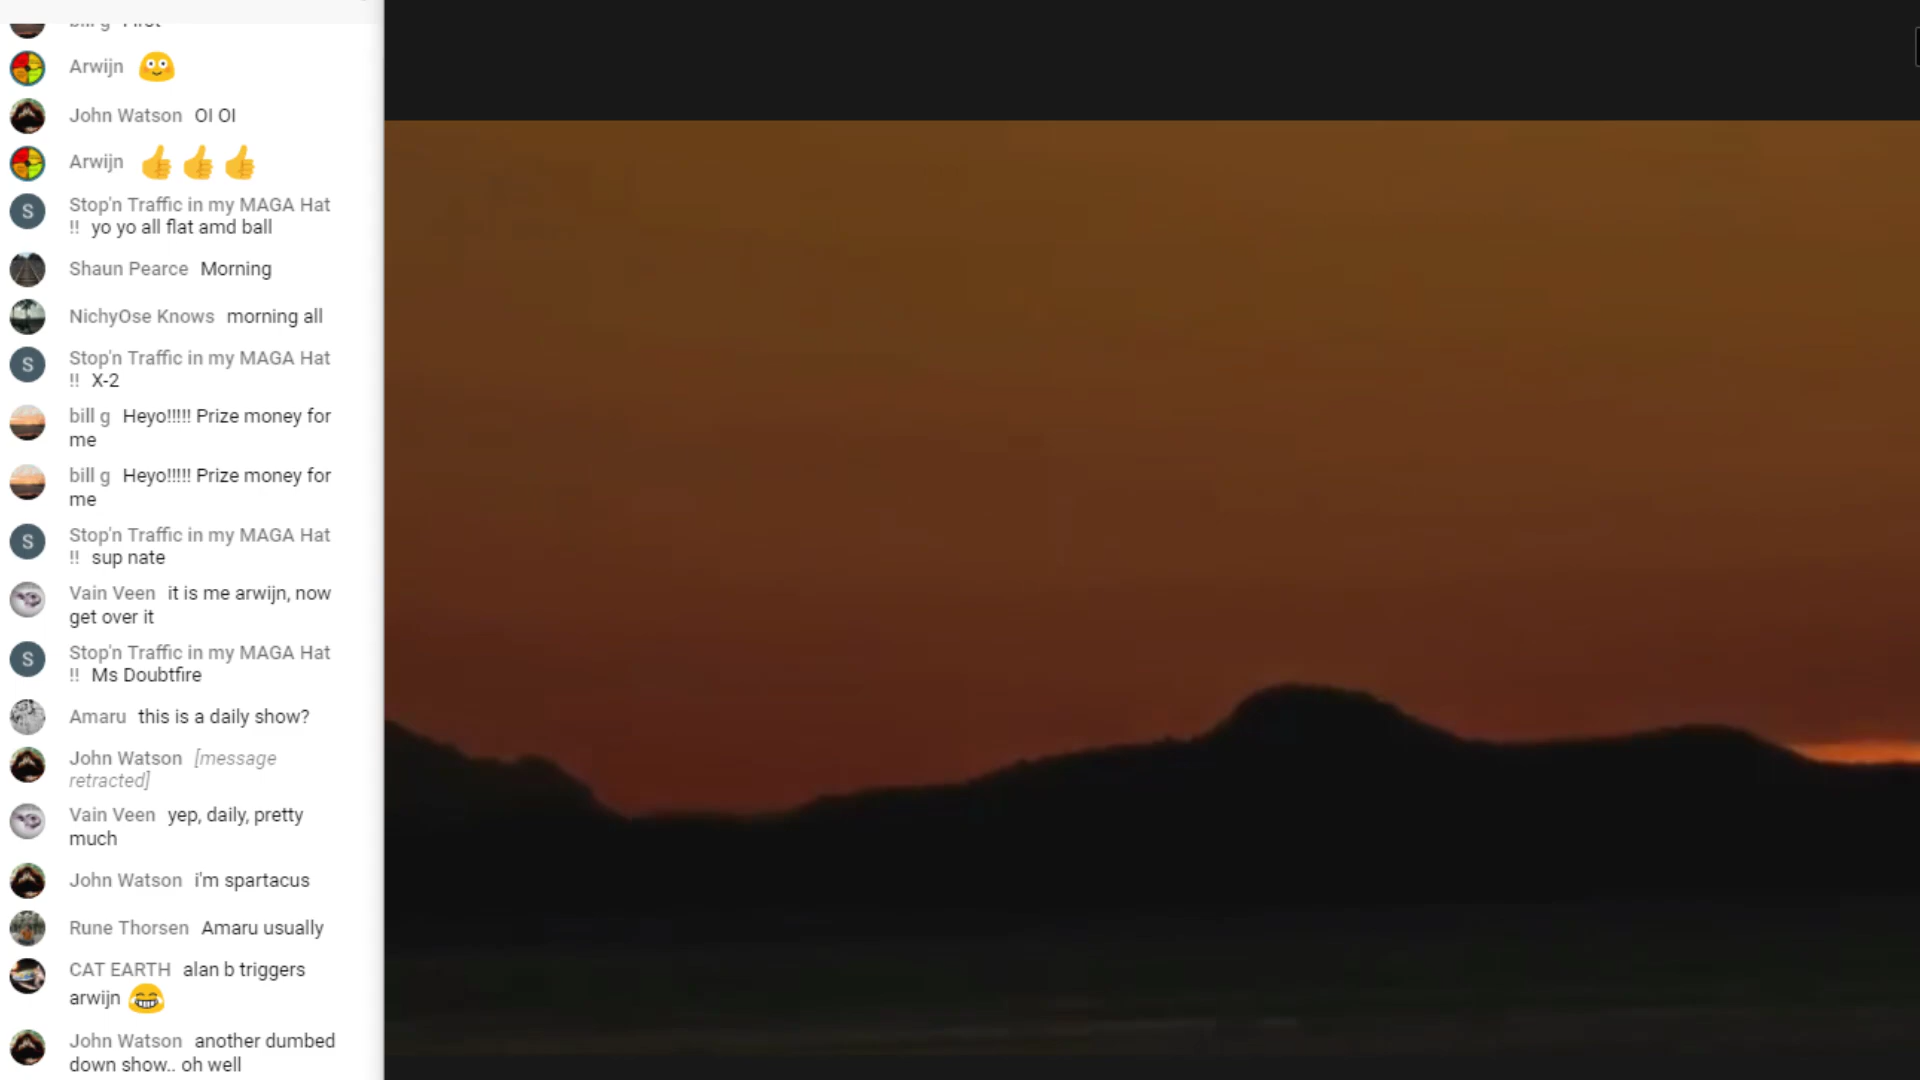 bill g First
Arwijn
John Watson OI OI
Arwijn
S Stop'n Traffic in my MAGA Hat
!! yo yo all flat amd ball
Shaun Pearce Morning
NichyOse Knows morning all
S Stop'n Traffic in my MAGA Hat
!! X-2
bill g Heyo!!!!! Prize money for
me
bill g Heyo!!!!! Prize money for
me
S Stop'n Traffic in my MAGA Hat
!! sup nate
Vain Veen it is me arwijn, now
get over it
S Stop'n Traffic in my MAGA Hat
!! Ms Doubtfire
Amaru this is a daily show?
John Watson [message
retracted]
Vain Veen yep, daily, pretty
much
John Watson i'm spartacus
Rune Thorsen Amaru usually
CAT EARTH alan b triggers
arwijn
John Watson another dumbed
down show.. oh well